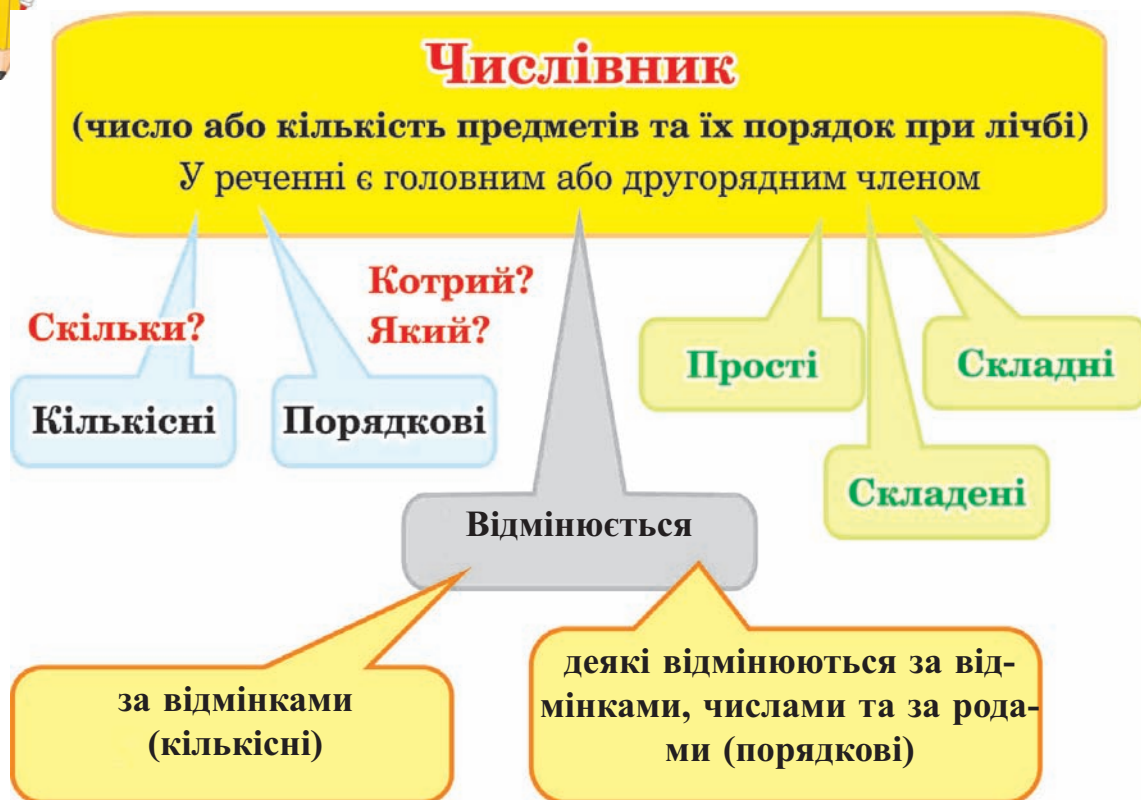 Числівник
(число або кількість предметів та їх порядок при лічбі)
У реченні є головним або другорядним членом
Скільки?
Котрий?
Який?
Кількісні
Порядкові
Прості
Складні
Складені
Відмінюється
за відмінками
(кількісні)
деякі відмінюються за від-
мінками, числами та за рода-
ми (порядкові)